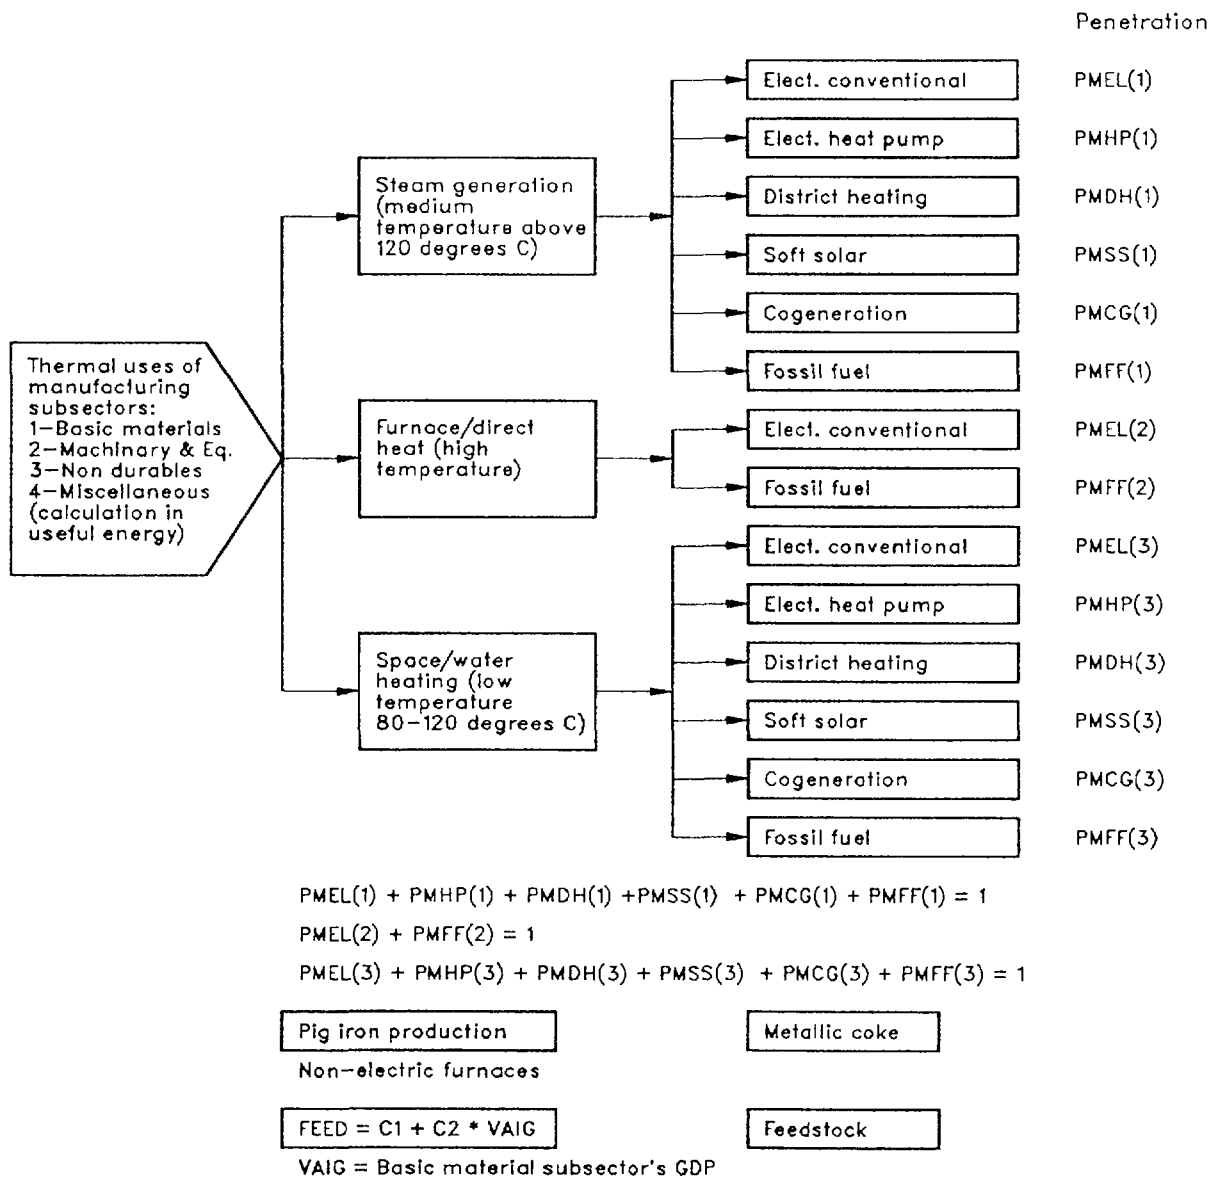 Penetration
Elect. conventional PMEL(1)
Elect. heat pump PMHP(1)
Steam generation
(medium
temperature above
120 degrees C)
District heating PMDH(1)
Soft solar PMSS(1)
Cogeneration PMCG(1)
Fossil fuel PMFF(1)
Thermal uses of
manufacturing
subsectors:
1-Basic materials
2-Machinary & Eq.
3-Non durables
4-Miscellaneous
(calculation in
useful energy)
Furnace/direct
heat (high
temperature)
Elect. conventional PMEL(2)
Fossil fuel PMFF(2)
Elect. conventional PMEL(3)
Elect. heat pump PMHP(3)
Space/water
heating (low
temperature
80-120 degrees C)
District heating PMDH(3)
Soft solar PMSS(3)
Cogeneration PMCG(3)
Fossil fuel PMFF(3)
PMEL(1) + PMHP(1) + PMDH(1) +PMSS(1) + PMCG(1) + PMFF(1) = 1
PMEL(2) + PMFF(2) = 1
PMEL(3) + PMHP(3) + PMDH(3) + PMSS(3) + PMCG(3) + PMFF(3) = 1
Pig iron production Metallic coke
Non-electric furnaces
FEED = C1 + C2 * VAIG Feedstock
VAIG = Basic material subsector's GDP